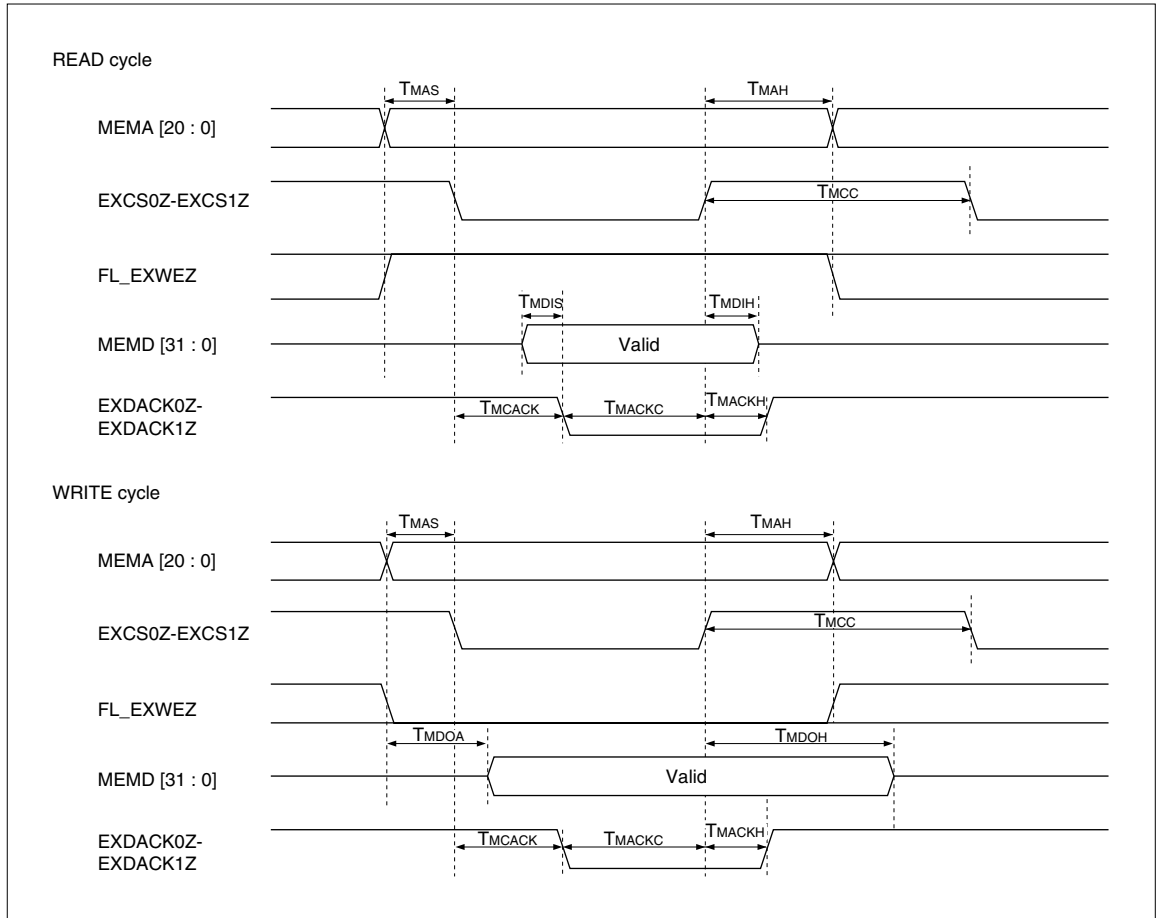 READ cycle
TMAS
TMAH
MEMA [20 : 0]
EXCS0Z-EXCS1Z
TMCC
FL_EXWEZ
TMDIS
TMDIH
MEMD [31 : 0]
Valid
EXDACK0Z-
EXDACK1Z
TMCACK
TMACKC
TMACKH
WRITE cycle
TMAS
TMAH
MEMA [20 : 0]
EXCS0Z-EXCS1Z
TMCC
FL_EXWEZ
TMDOA
TMDOH
MEMD [31 : 0]
Valid
EXDACK0Z-
EXDACK1Z
TMCACK
TMACKC
TMACKH